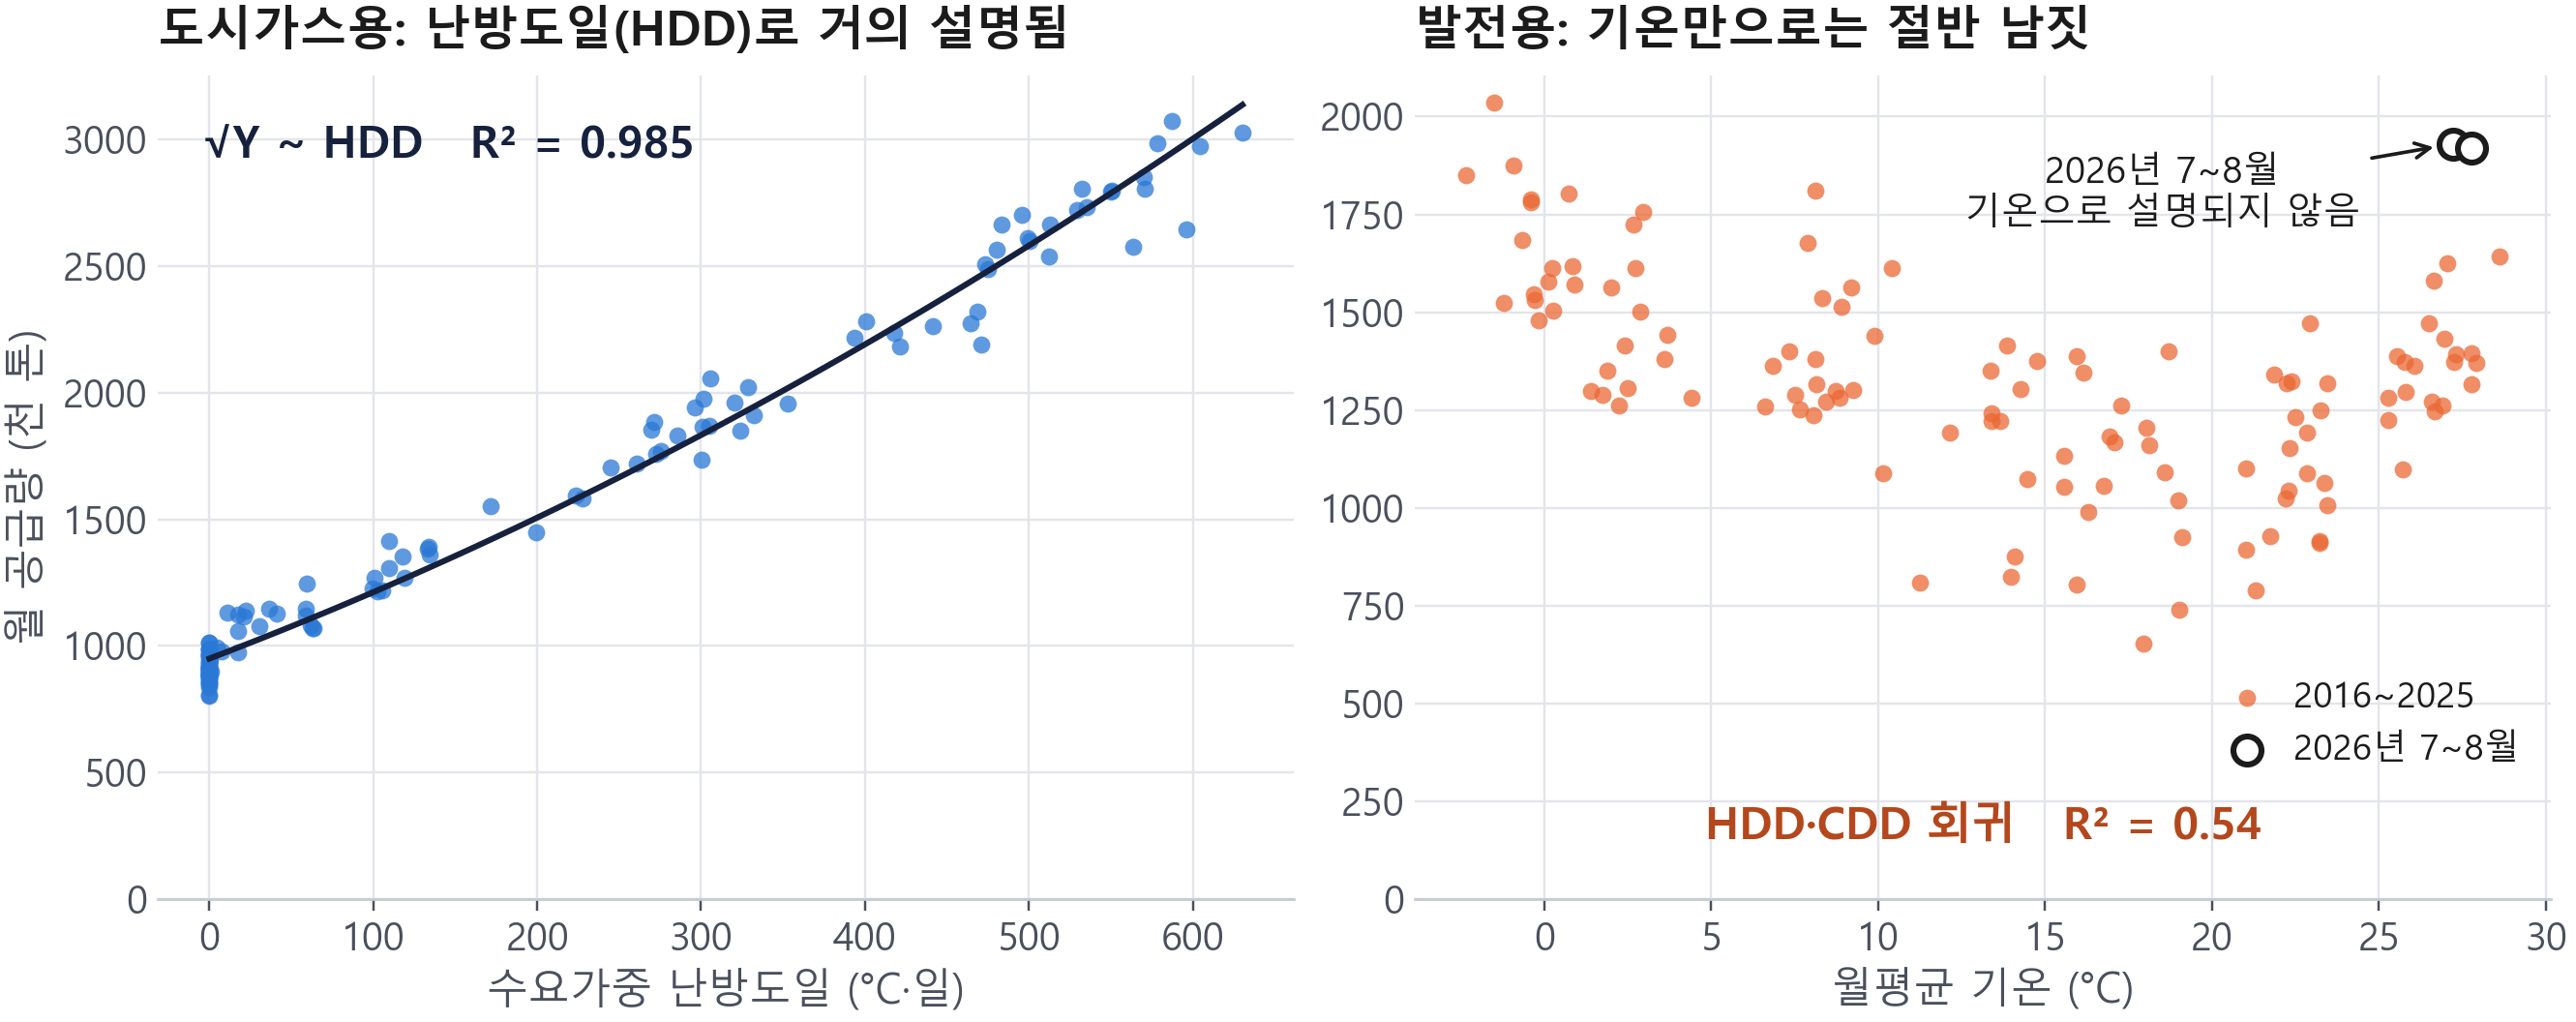 도시가스용: 난방도일(HDD)로 거의 설명됨
√Y ~ HDD R² = 0.985
월 공급량 (천 톤)
3000
2500
2000
1500
1000
500
0
0 100 200 300 400 500 600
수요가중 난방도일 (°C·일)
발전용: 기온만으로는 절반 남짓
2000
1750
1500
1250
1000
750
500
250
0
2026년 7~8월
기온으로 설명되지 않음
2016~2025
2026년 7~8월
HDD·CDD 회귀 R² = 0.54
0 5 10 15 20 25 30
월평균 기온 (°C)